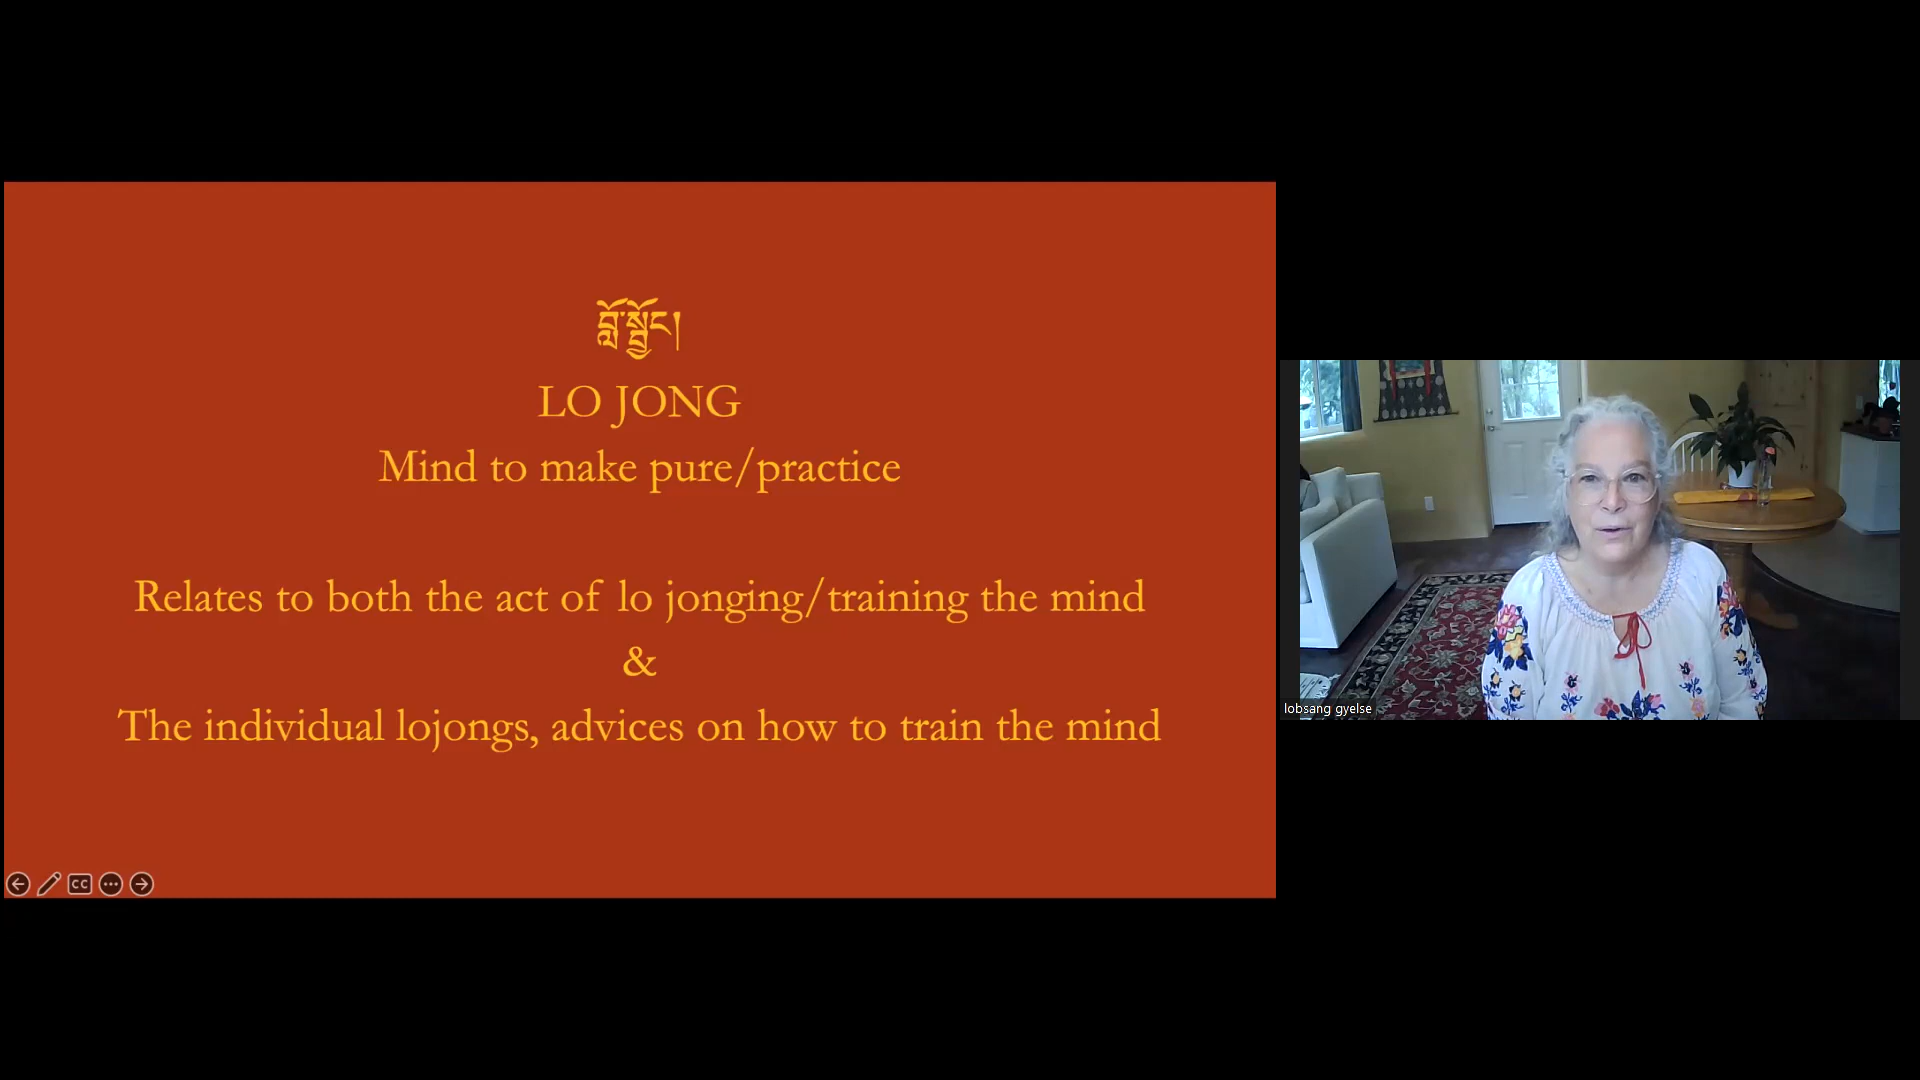 བློ་སྦྱོང།
LO JONG
Mind to make pure/practice
Relates to both the act of lo jonging/training the mind
&
The individual lojongs, advices on how to train the mind
CC
lobsang gyelse